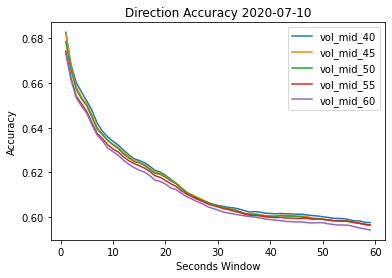 Direction Accuracy 2020-07-10
vol_mid_40
vol_mid_45
vol_mid_50
vol_mid_55
vol_mid_60
Accuracy
0.68
0.66
0.64
0.62
0.60
0 10 20 30 40 50 60
Seconds Window